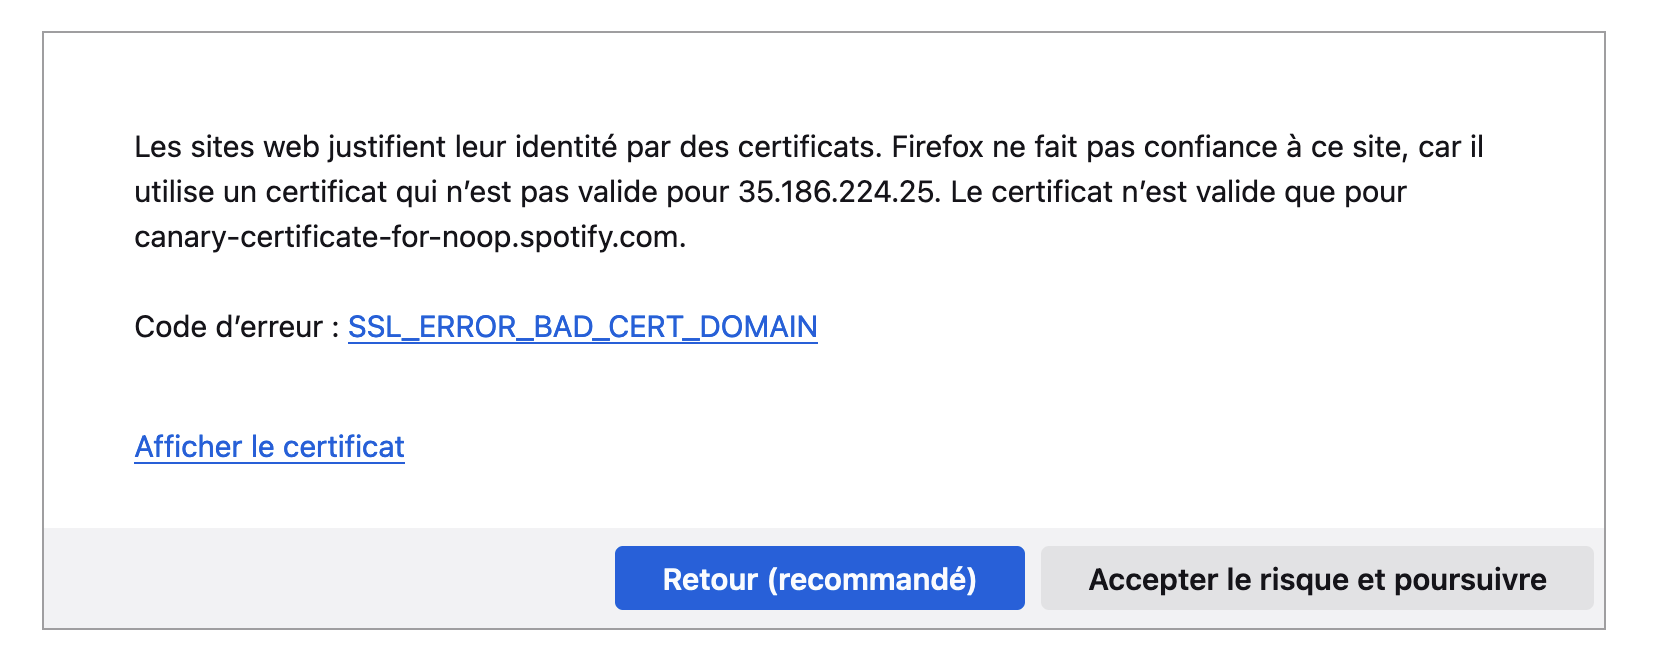 Les sites web justifient leur identité par des certificats. Firefox ne fait pas confiance à ce site, car il
utilise un certificat qui n’est pas valide pour 35.186.224.25. Le certificat n’est valide que pour
canary-certificate-for-noop.spotify.com.
Code d’erreur : SSL_ERROR_BAD_CERT_DOMAIN
Afficher le certificat
Retour (recommandé)
Accepter le risque et poursuivre